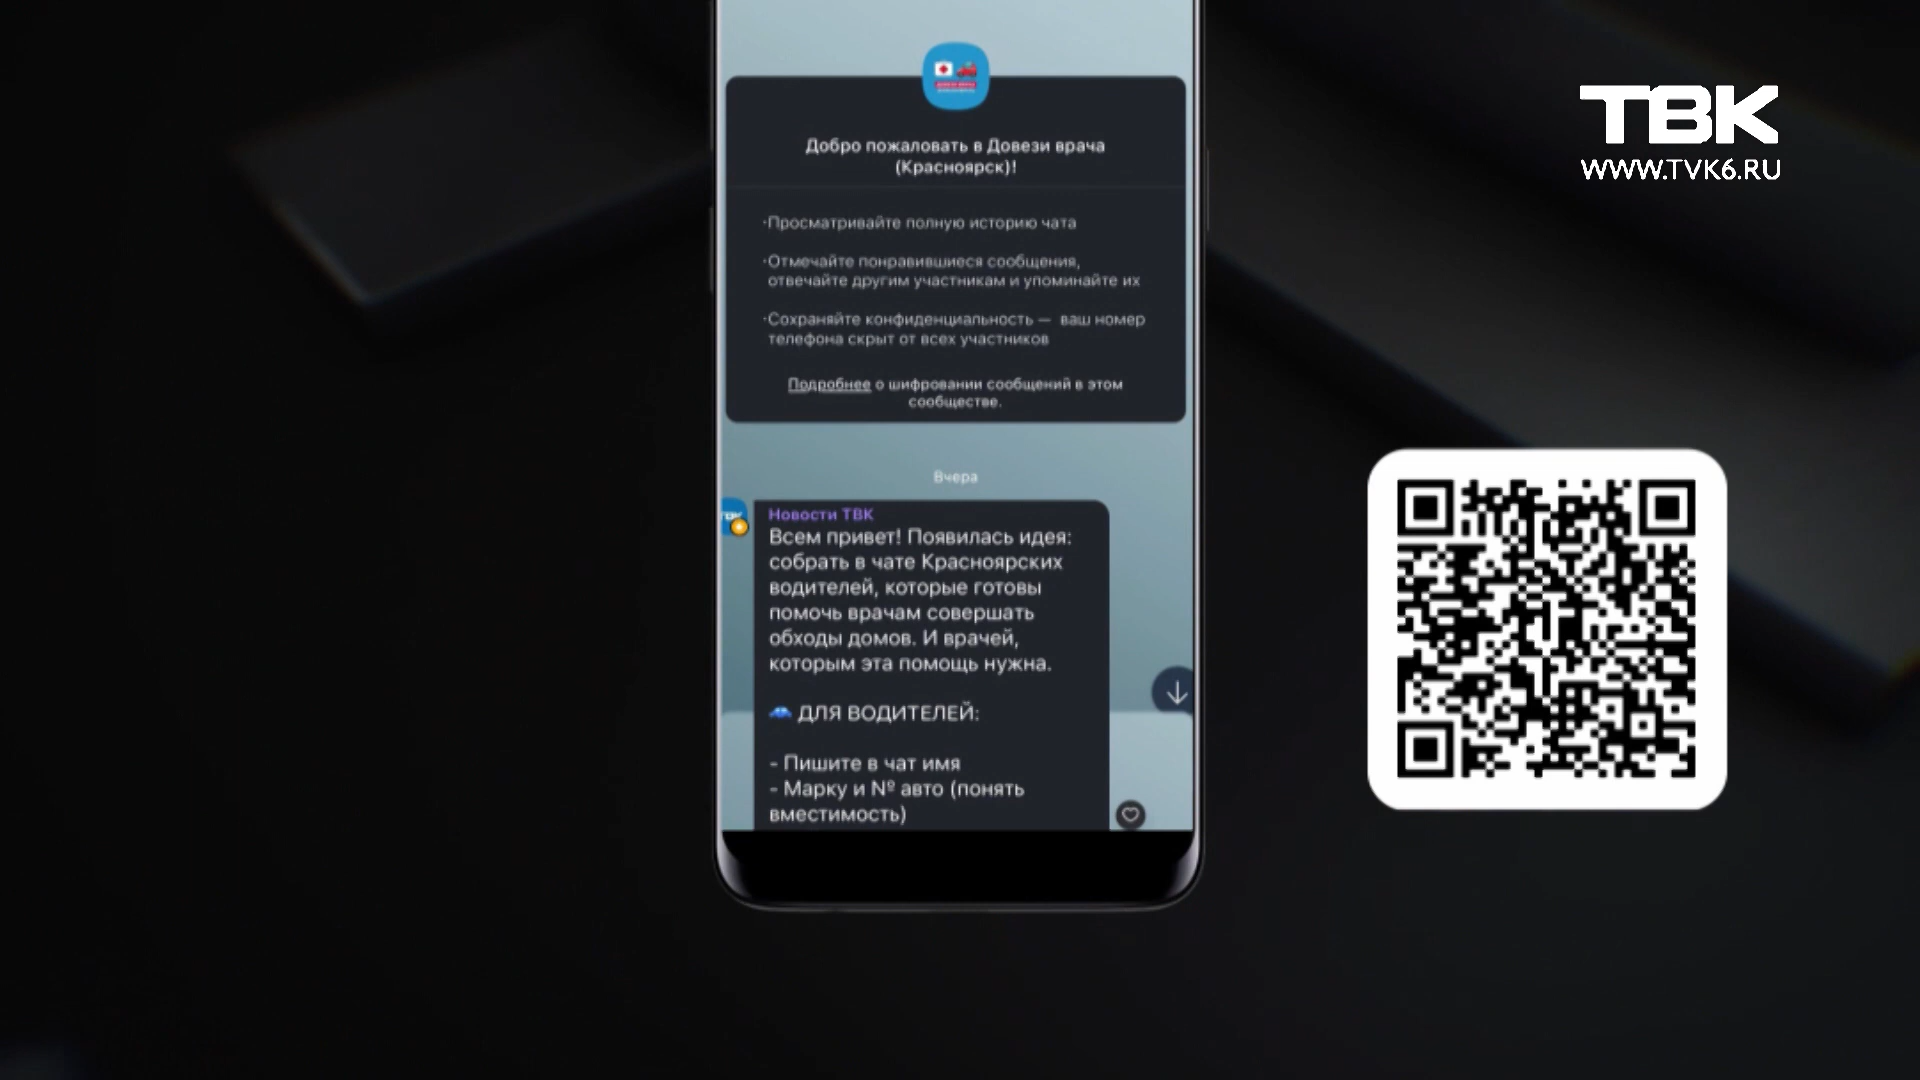 ТВК
WWW.TVK6.RU
Добро пожаловать в Довези врача
(Красноярск)!
·Просматривайте полную историю чата
·Отмечайте понравившиеся сообщения,
отвечайте другим участникам и упоминайте их
·Сохраняйте конфиденциальность — ваш номер
телефона скрыт от всех участников
Подробнее о шифровании сообщений в этом
сообществе.
Вчера
Новости ТВК
Всем привет! Появилась идея:
собрать в чате Красноярских
водителей, которые готовы
помочь врачам совершать
обходы домов. И врачей,
которым эта помощь нужна.
ДЛЯ ВОДИТЕЛЕЙ:
- Пишите в чат имя
- Марку и № авто (понять
вместимость)